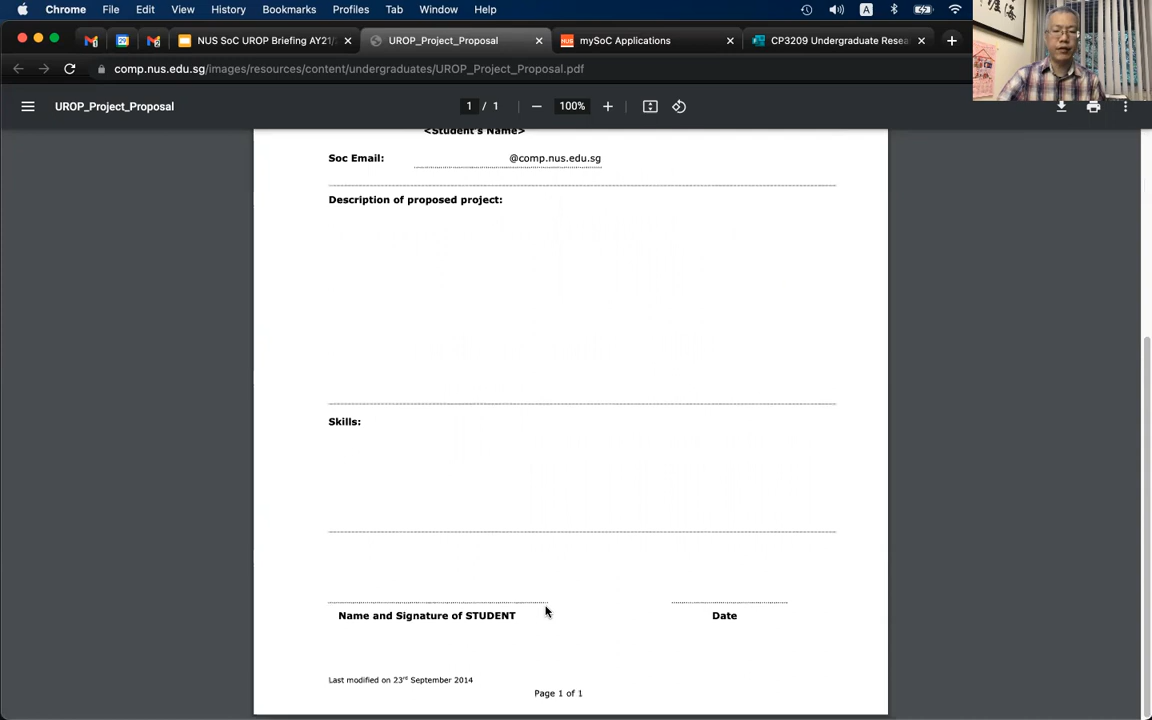 Chrome File Edit View History Bookmarks Profiles Tab Window Help
NUS SoC UROP Briefing AY21/
UROP_Project_Proposal
mySoC Applications
CP3209 Undergraduate Resea
comp.nus.edu.sg/images/resources/content/undergraduates/UROP_Project_Proposal.pdf
UROP_Project_Proposal
1 / 1
100%
<Student's Name>
Soc Email: @comp.nus.edu.sg
Description of proposed project:
Skills:
Name and Signature of STUDENT Date
Last modified on 23rd September 2014
Page 1 of 1